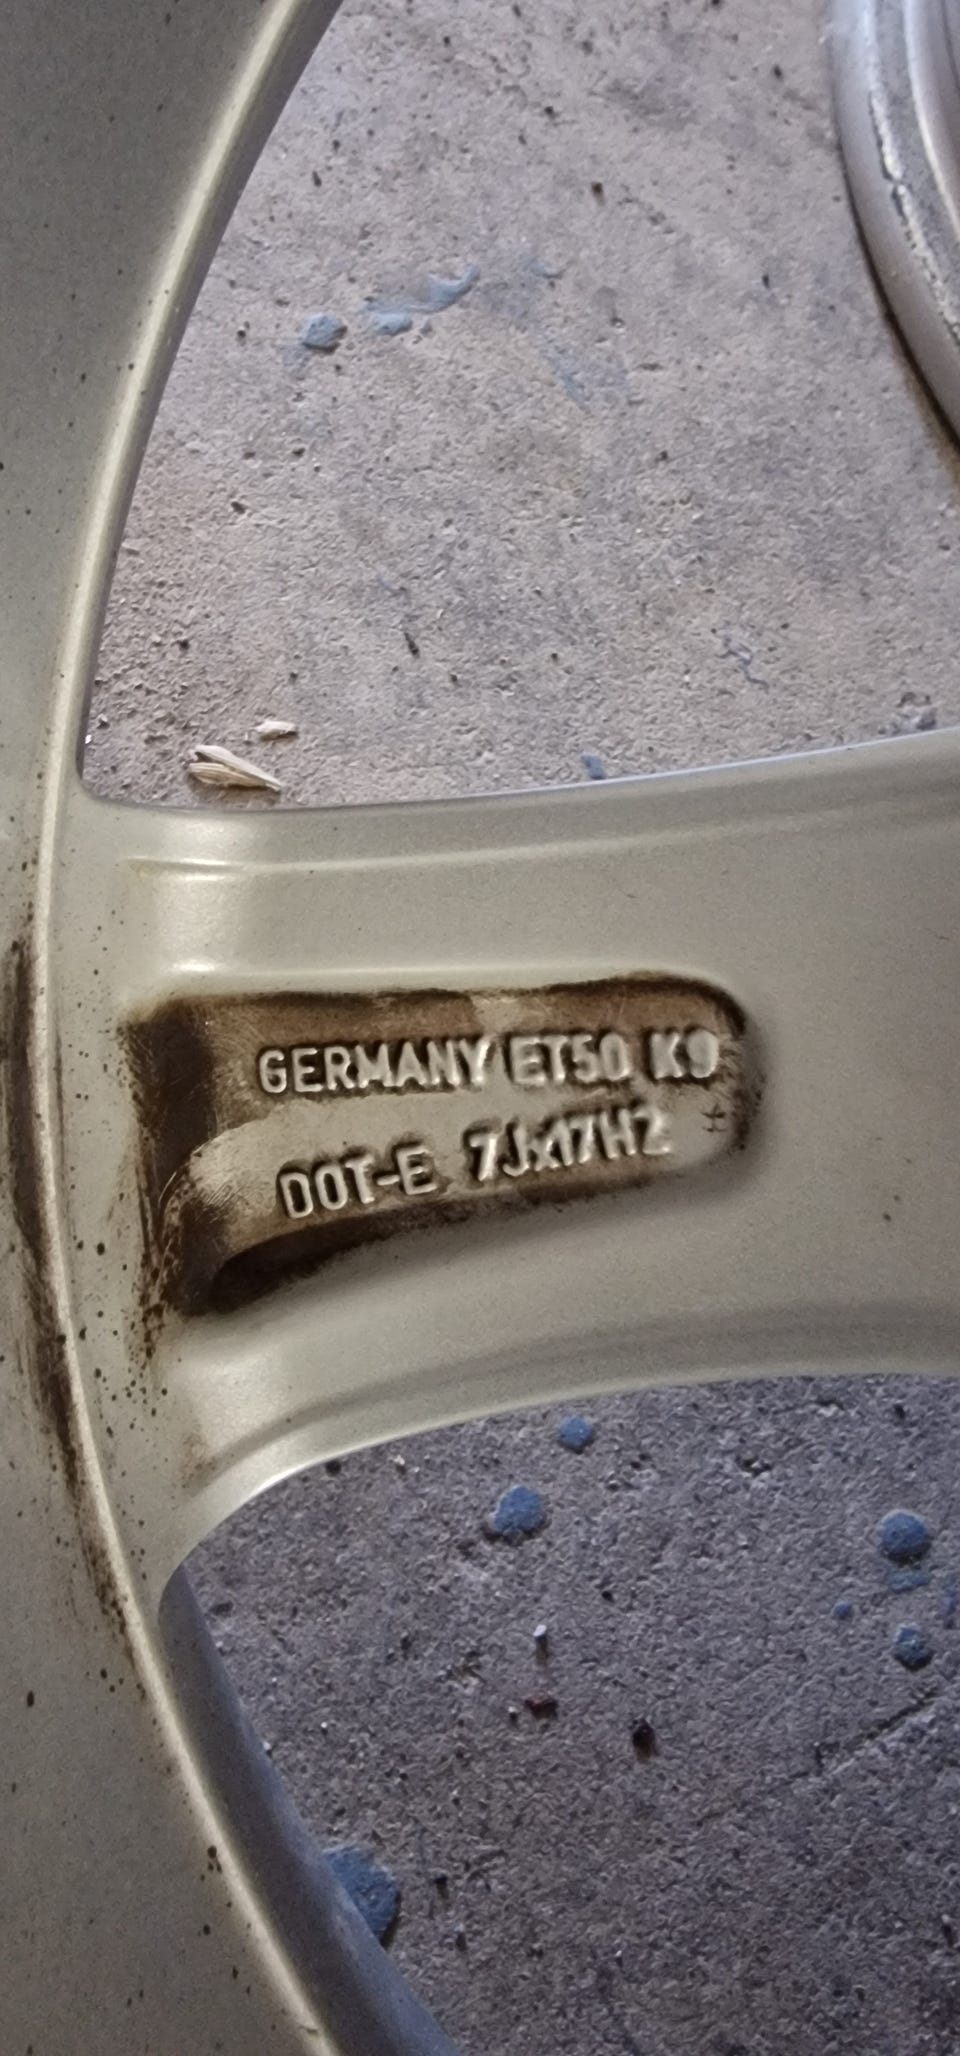 GERMANY ET50 K9
DOT-E 7Jx17H2